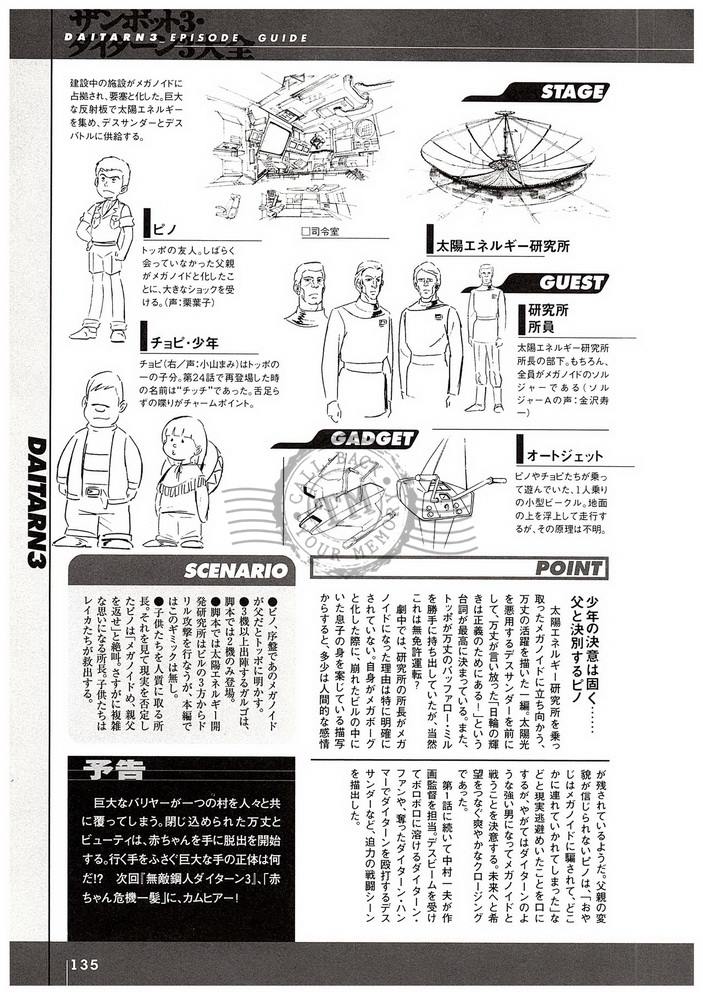 ザンボット3・
ダイターン3大全
DAITARN3 EPISODE GUIDE
建設中の施設がメガノイドに
占拠され、要塞と化した。巨大
な反射板で太陽エネルギー
を集め、デスサンダーとデス
バトルに供給する。
STAGE
□司令室
太陽エネルギー研究所
ピノ
トッポの友人。しばらく
会っていなかった父親
がメガノイドと化したこ
とに、大きなショックを受
ける。(声:栗葉子)
GUEST
研究所
所員
太陽エネルギー研究所
所長の部下。もちろん、
全員がメガノイドのソル
ジャーである(ソル
ジャーAの声:金沢寿
一)
チョビ・少年
チョビ(右/声:小山まみ)はトッポの
一の子分。第24話で再登場した時
の名前は“チッチ”であった。舌足ら
ずの喋りがチャームポイント。
GADGET
オートジェット
ピノやチョビたちが乗っ
て遊んでいた、1人乗り
の小型ビークル。地面
の上を浮上して走行す
るが、その原理は不明。
DAITARN3
CALL BACK
TM
YOUR MEMORY
SCENARIO
●ピノ、序盤であのメガノイド
が父だとトッポに明かす。
●3機以上出陣するガルゴは、
脚本では2機のみ登場。
●脚本では太陽エネルギー開
発研究所はビルの3方からド
リル攻撃を行なうが、本編で
はこのギミックは無し。
●子供たちを人質に取る所
長。それを見て現実を否定し
たピノは「メガノイドめ、親父
を返せ」と絶叫。さすがに複雑
な思いになる所長。子供たちは
レイカたちが救出する。
POINT
少年の決意は固く……
父と決別するピノ
太陽エネルギー研究所を乗っ
取ったメガノイドに立ち向かう、
万丈の活躍を描いた一編。太陽光
を悪用するデスサンダーを前に
して、万丈が言い放った「日輪の輝
きは正義のためにある!」という
台詞が最高に決まっている。また、
トッポが万丈のバッファロー・ミル
を勝手に持ち出していたが、当然
これは無免許運転?
劇中では、研究所の所長がメガ
ノイドになった理由は特に明確に
されていない。自身がメガボーグ
と化した際に、崩れたビルの中に
いた息子の身を案じている描写
からすると、多少は人間的な感情
が残されているようだ。父親の変
貌が信じられないピノは、「おや
じはメガノイドに騙されて、どこ
かに連れていかれてしまった」な
どと現実逃避めいたことを口に
するが、やがてはダイターンのよ
うな強い男になってメガノイドと
戦うことを決意する。未来へと希
望をつなぐ爽やかなクロージング
であった。
第1話に続いて中村一夫が作
画監督を担当。デスビームを受け
てボロボロに溶けるダイターン・
ファンや、奪ったダイターン・ハン
マーでダイターンを殴打するデス
サンダーなど、迫力の戦闘シーン
を描出した。
予告
巨大なバリヤーが一つの村を人々と共
に覆ってしまう。閉じ込められた万丈と
ビューティは、赤ちゃんを手に脱出を開始
する。行く手をふさぐ巨大な手の正体は何
だ!? 次回『無敵鋼人ダイターン3』、「赤
ちゃん危機一髪」に、カムヒアー!
135